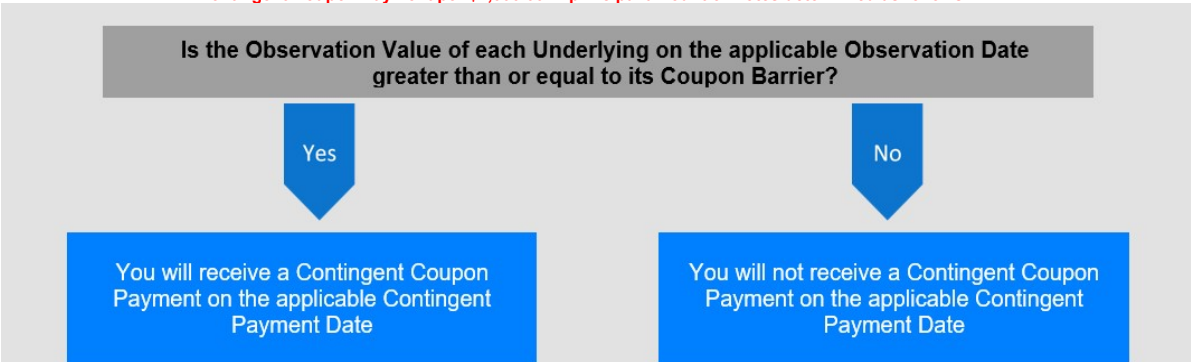 Is the Observation Value of each Underlying on the applicable Observation Date
greater than or equal to its Coupon Barrier?
Yes
No
You will receive a Contingent Coupon
Payment on the applicable Contingent
Payment Date
You will not receive a Contingent Coupon
Payment on the applicable Contingent
Payment Date